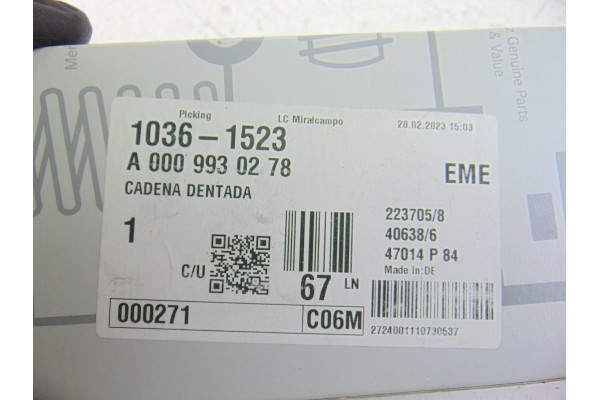 z Genuine Parts
& Value
Mer
Picking LC Miralcampo 28.02.2023 15:03
1036-1523
A 000 993 02 78 EME
CADENA DENTADA
1 223705/8
40638/6
C/U 47014 P 84
67 LN Made in:DE
000271 C06M
2724001110730537